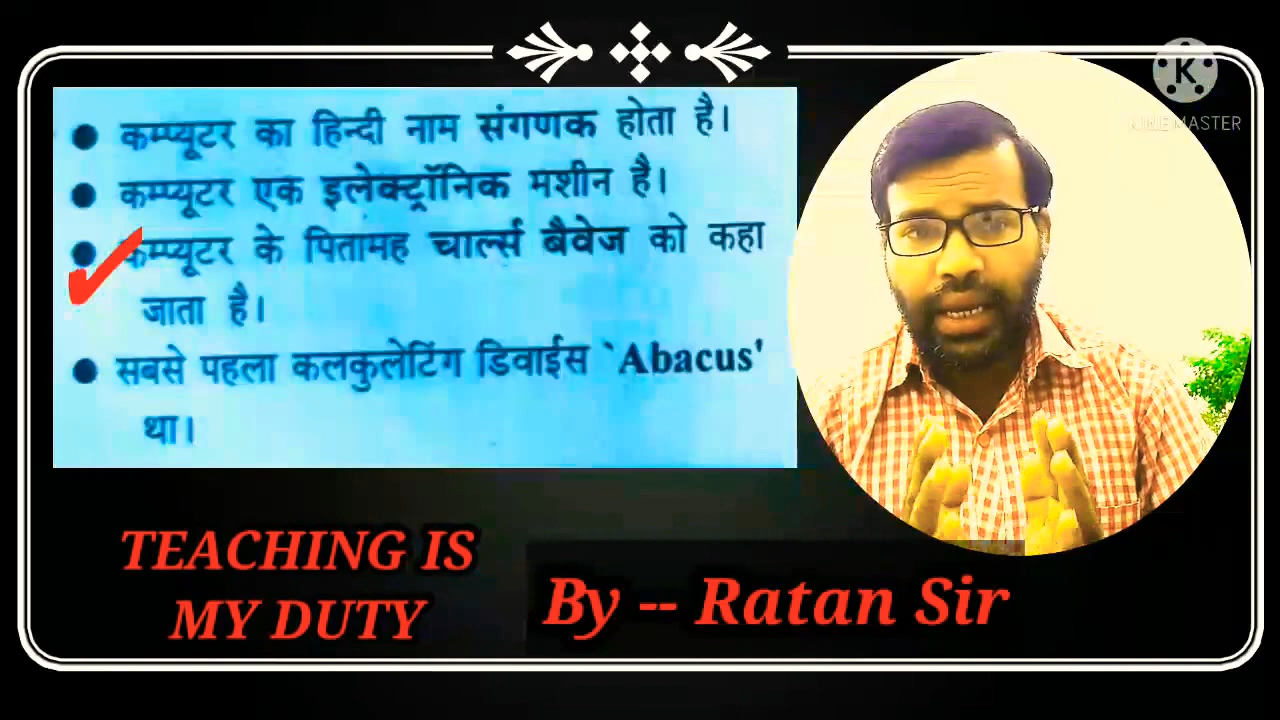 कम्प्यूटर का हिन्दी नाम संगणक होता है।
कम्प्यूटर एक इलेक्ट्रॉनिक मशीन है।
कम्प्यूटर के पितामह चार्ल्स बैवेज को कहा
जाता है।
सबसे पहला कलकुलेटिंग डिवाईस `Abacus'
था।
K
KINEMASTER
TEACHING IS
MY DUTY
By -- Ratan Sir